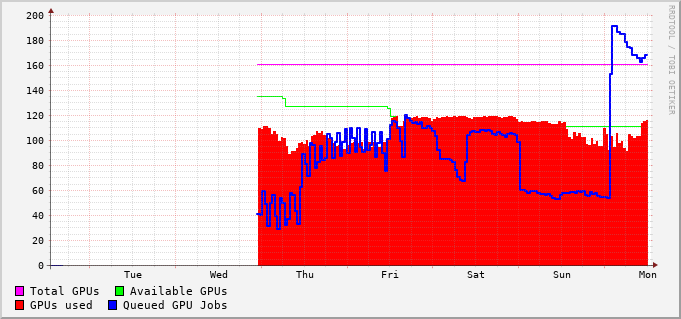 200
180
160
140
120
100
80
60
40
20
0
Tue Wed Thu Fri Sat Sun Mon
Total GPUs Available GPUs
GPUs used Queued GPU Jobs
RRDTOOL / TOBI OETIKER